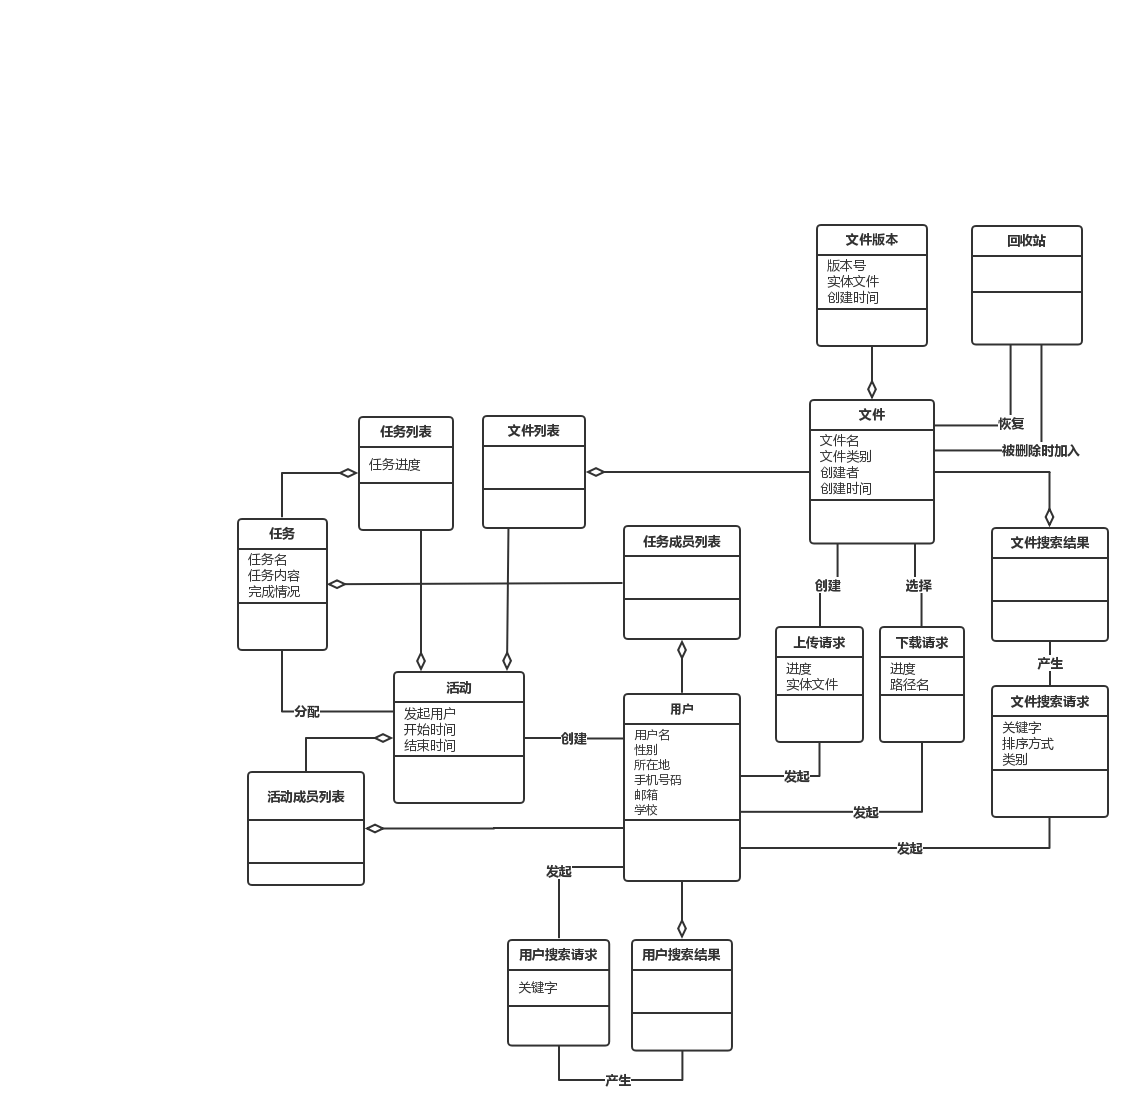 文件版本
版本号
实体文件
创建时间
回收站
恢复
被删除时加入
文件
文件名
文件类别
创建者
创建时间
任务列表
任务进度
文件列表
任务
任务名
任务内容
完成情况
任务成员列表
文件搜索结果
创建
选择
上传请求
进度
实体文件
下载请求
进度
路径名
产生
文件搜索请求
关键字
排序方式
类别
分配
活动
发起用户
开始时间
结束时间
创建
用户
用户名
性别
所在地
手机号码
邮箱
学校
发起
发起
发起
活动成员列表
发起
用户搜索请求
关键字
用户搜索结果
产生